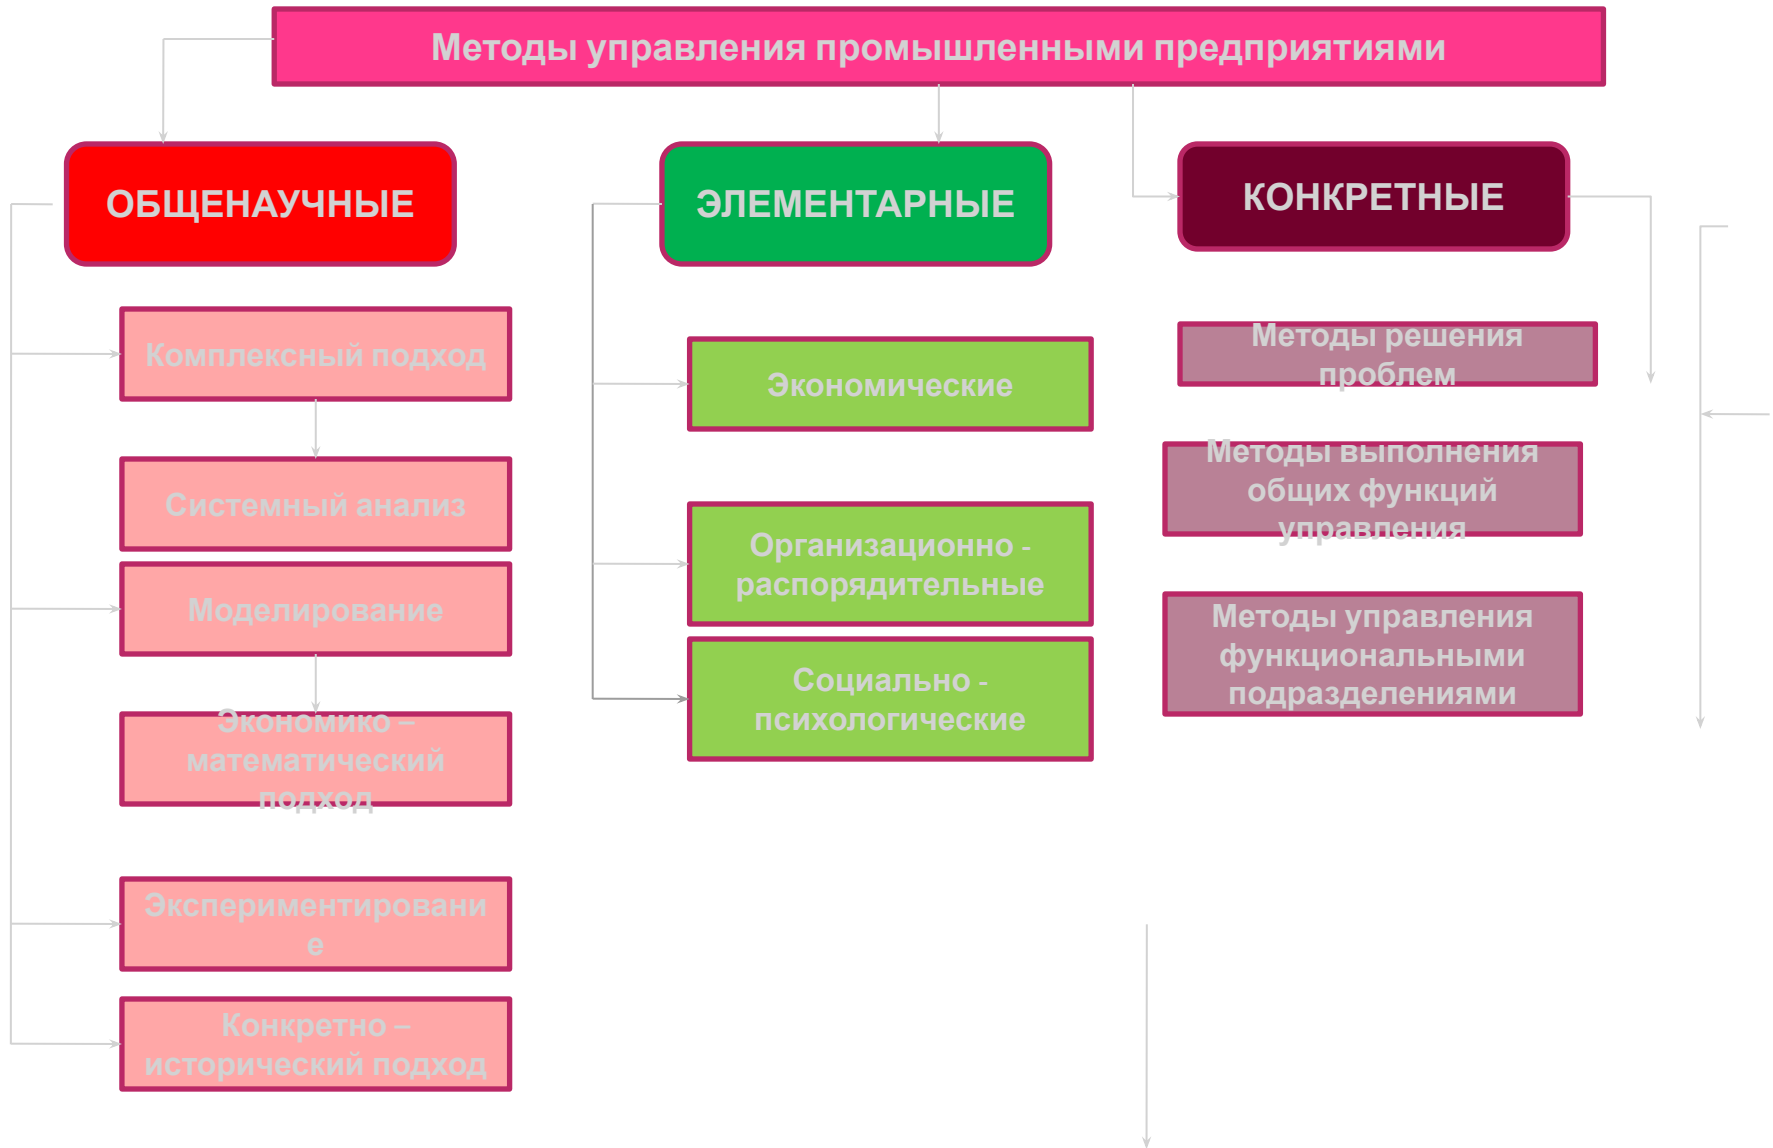 Методы управления промышленными предприятиями
ОБЩЕНАУЧНЫЕ
Комплексный подход
Системный анализ
Моделирование
Экономико –
математический
подход
Экспериментировани
е
Конкретно –
исторический подход
ЭЛЕМЕНТАРНЫЕ
Экономические
Организационно -
распорядительные
Социально -
психологические
КОНКРЕТНЫЕ
Методы решения
проблем
Методы выполнения
общих функций
управления
Методы управления
функциональными
подразделениями